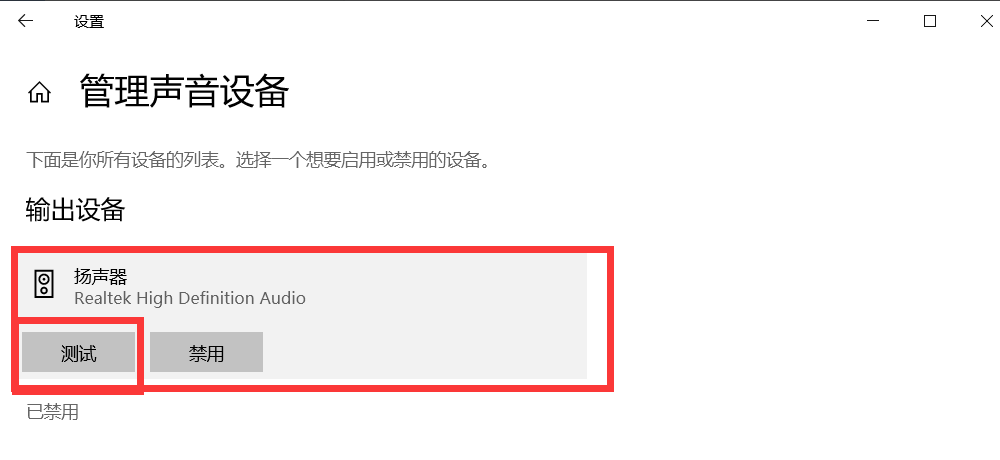 设置
管理声音设备
下面是你所有设备的列表。选择一个想要启用或禁用的设备。
输出设备
扬声器
Realtek High Definition Audio
测试 禁用
已禁用